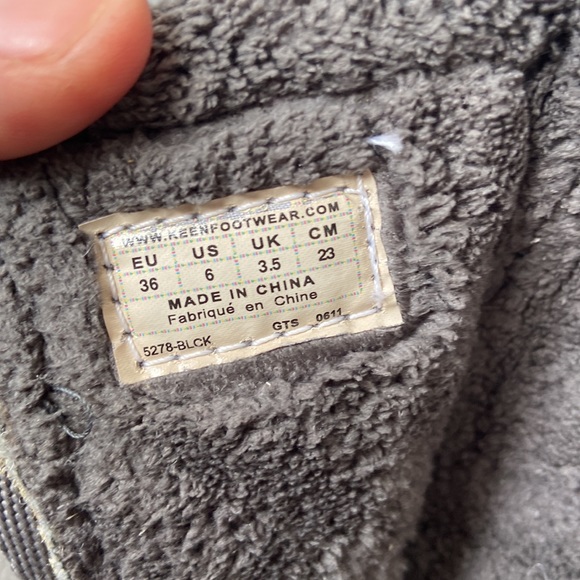 WWW.KEENFOOTWEAR.COM
EU US UK CM
36 6 3.5 23
MADE IN CHINA
Fabriqué en Chine
GTS 0611
5278-BLCK